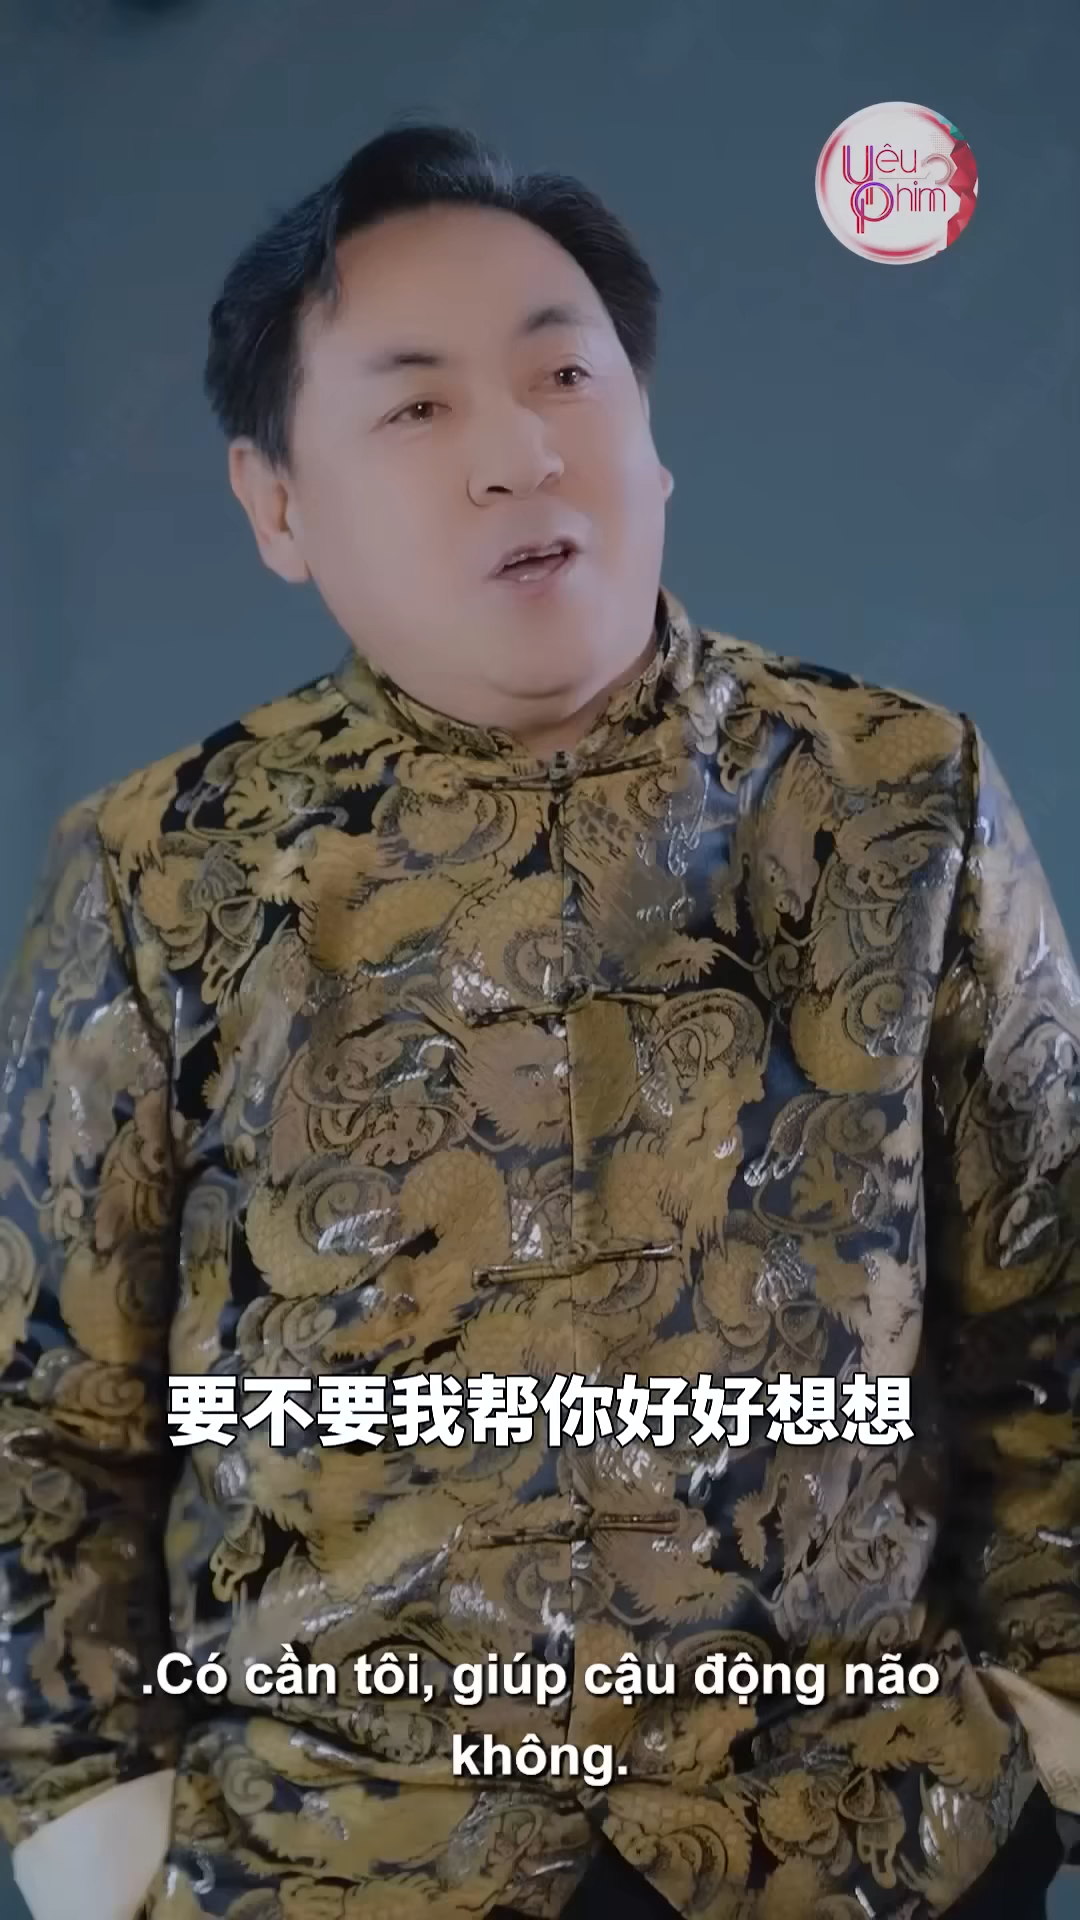 yêu
phim
要不要我帮你好好想想
.Có cần tôi, giúp cậu động não
không.